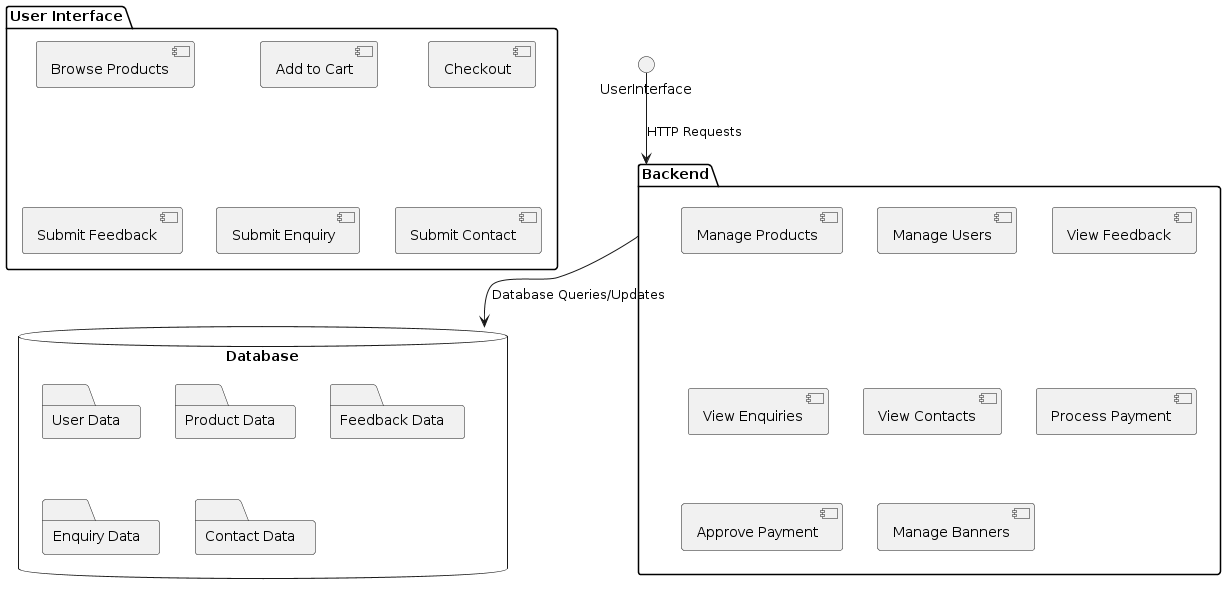 User Interface
Browse Products
Add to Cart
Checkout
Submit Feedback
Submit Enquiry
Submit Contact
UserInterface
HTTP Requests
Backend
Manage Products
Manage Users
View Feedback
View Enquiries
View Contacts
Process Payment
Approve Payment
Manage Banners
Database Queries/Updates
Database
User Data
Product Data
Feedback Data
Enquiry Data
Contact Data